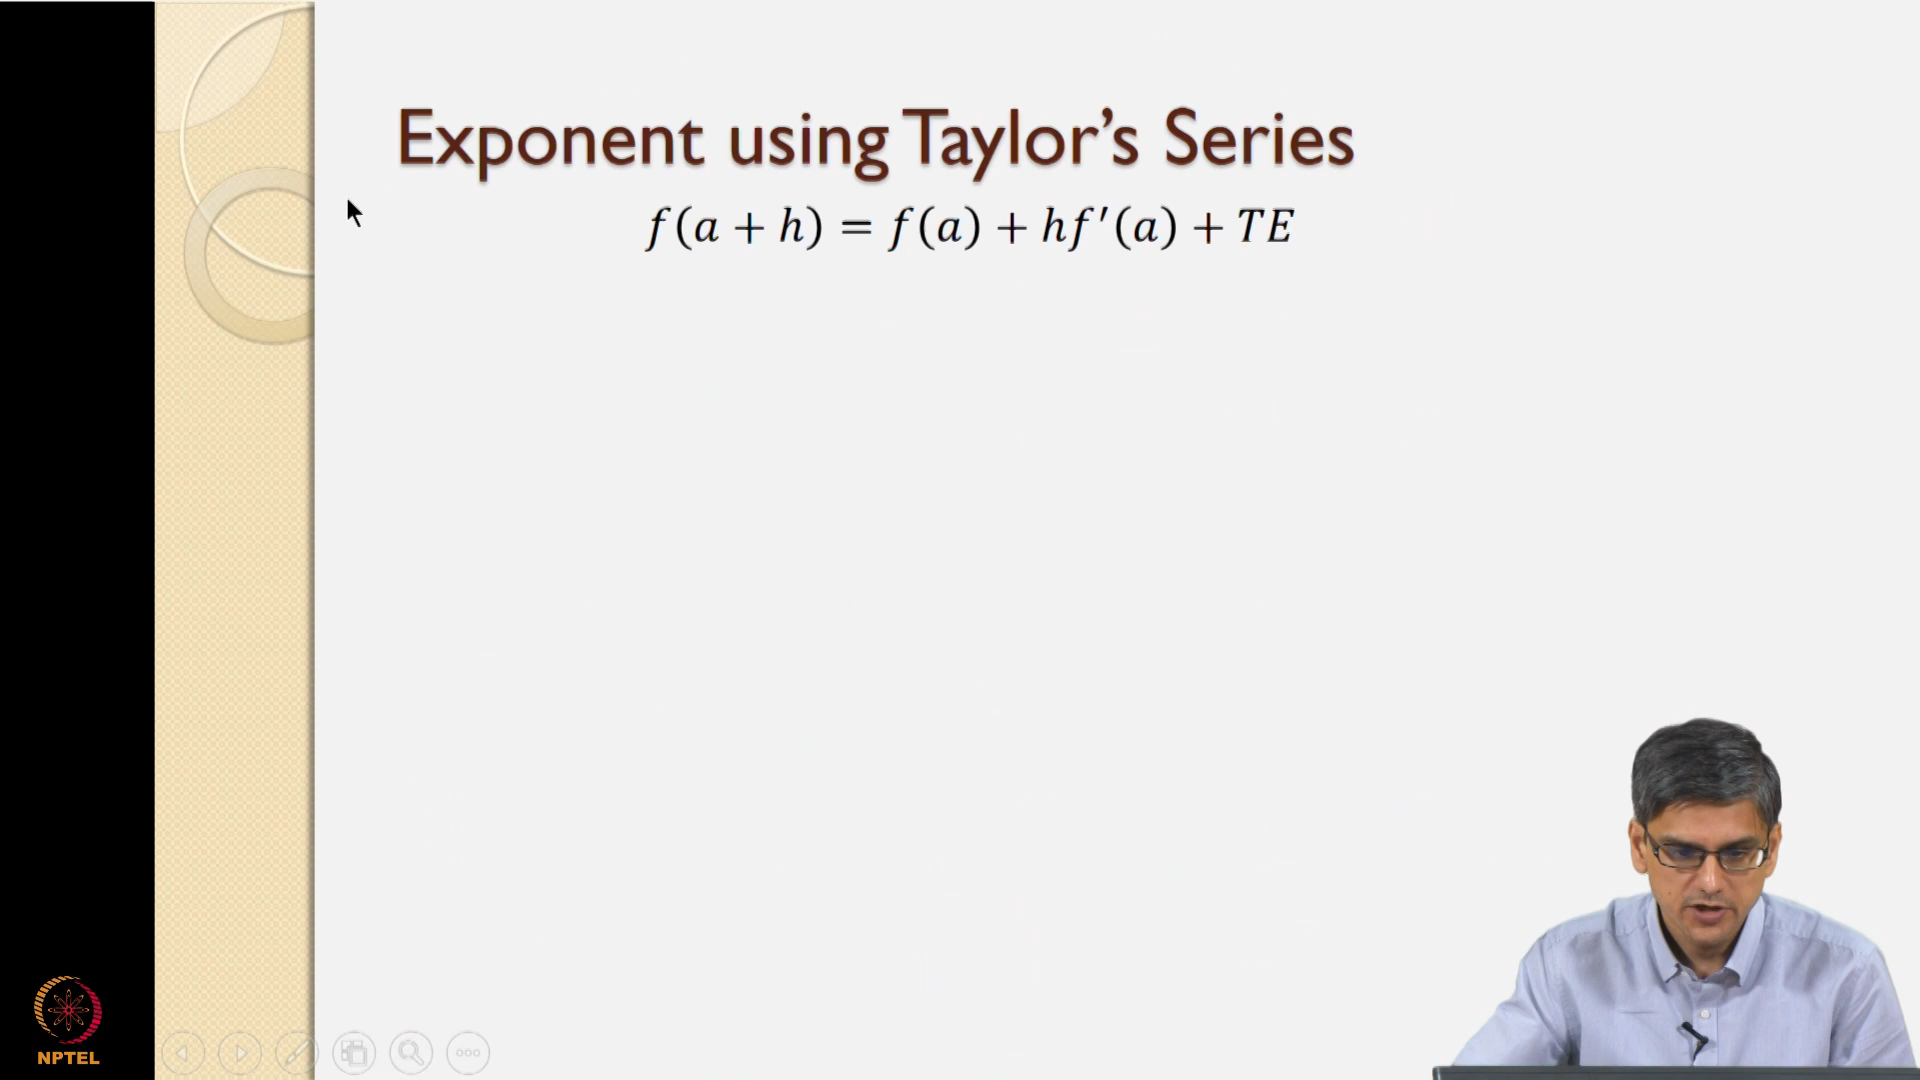 Exponent using Taylor's Series
f(a + h) = f(a) + hf′(a) + TE
NPTEL